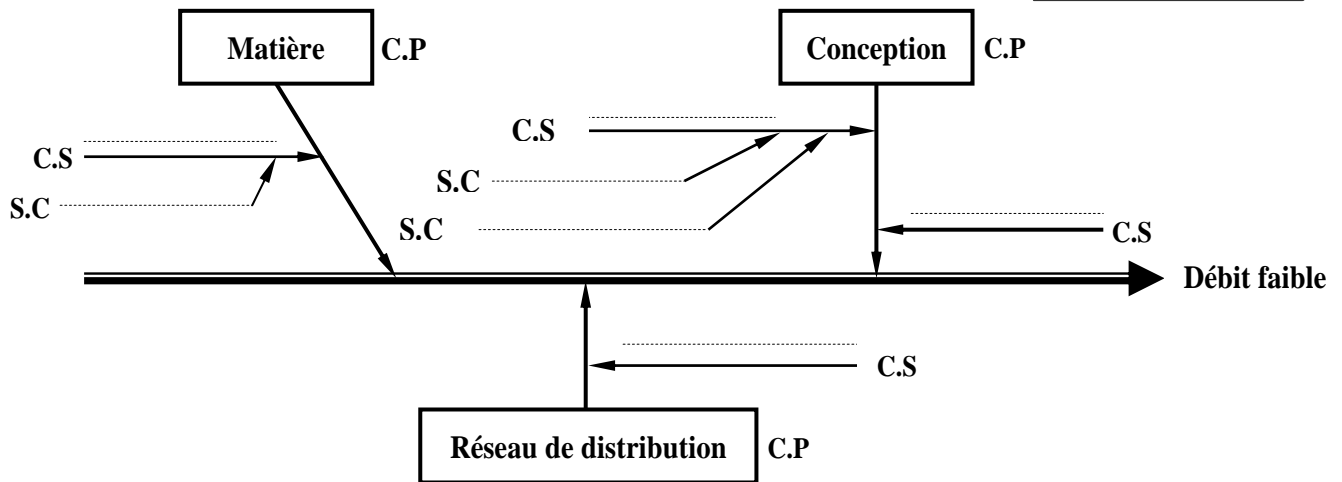 Matière C.P
Conception C.P
C.S
C.S
S.C
S.C
S.C
C.S
Débit faible
C.S
Réseau de distribution C.P